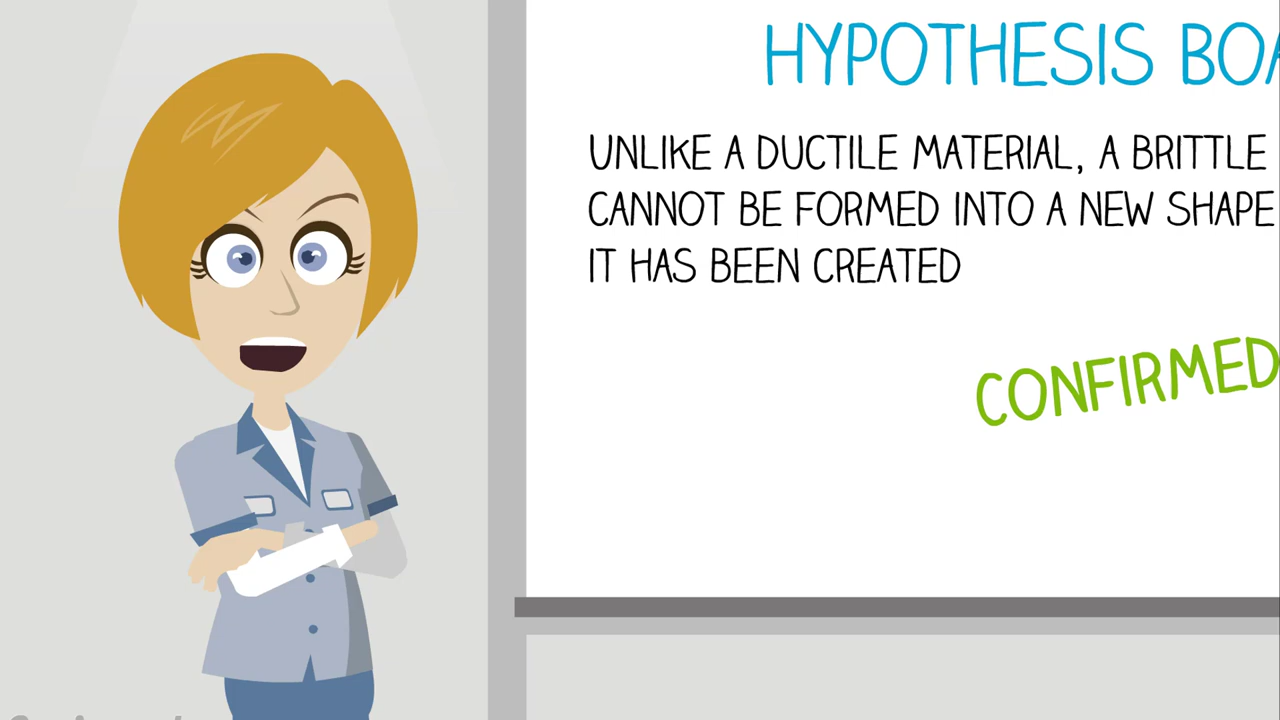 HYPOTHESIS BOA
UNLIKE A DUCTILE MATERIAL, A BRITTLE
CANNOT BE FORMED INTO A NEW SHAPE
IT HAS BEEN CREATED
CONFIRMED